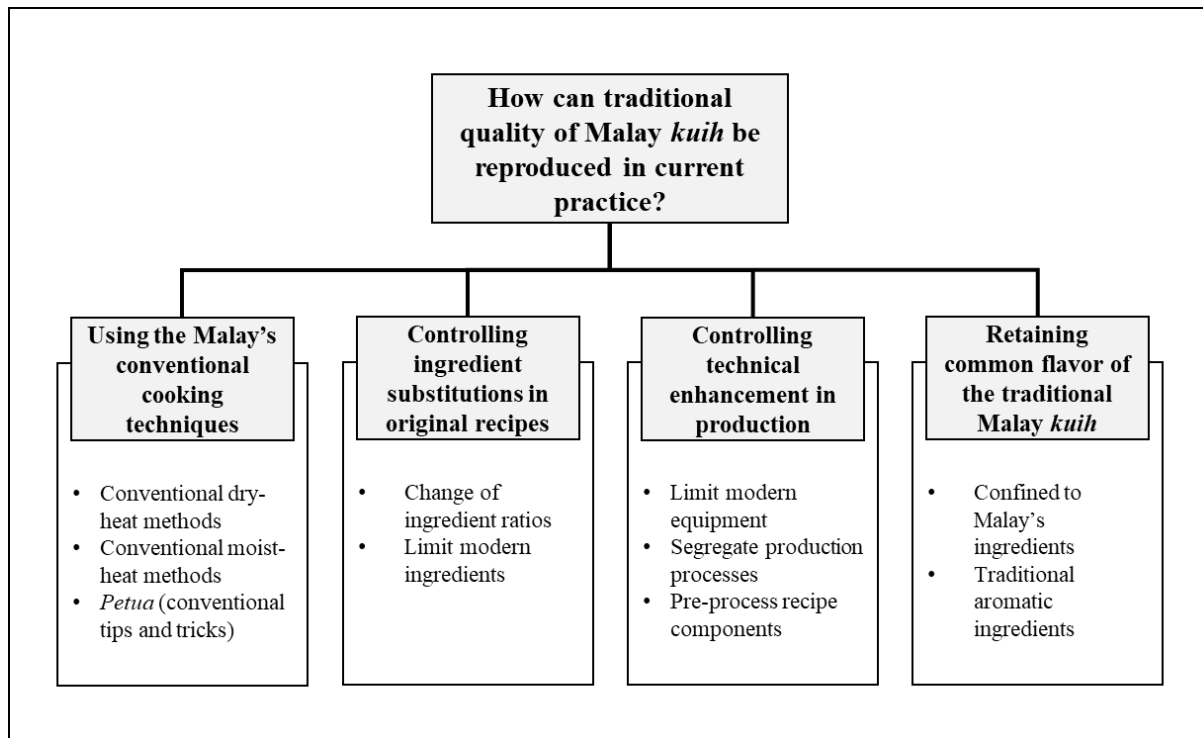 How can traditional
quality of Malay kuih be
reproduced in current
practice?
Using the Malay's
conventional
cooking
techniques
• Conventional dry-
heat methods
• Conventional moist-
heat methods
• Petua (conventional
tips and tricks)
Controlling
ingredient
substitutions in
original recipes
• Change of
ingredient ratios
• Limit modern
ingredients
Controlling
technical
enhancement in
production
• Limit modern
equipment
• Segregate production
processes
• Pre-process recipe
components
Retaining
common flavor of
the traditional
Malay kuih
• Confined to
Malay's
ingredients
• Traditional
aromatic
ingredients